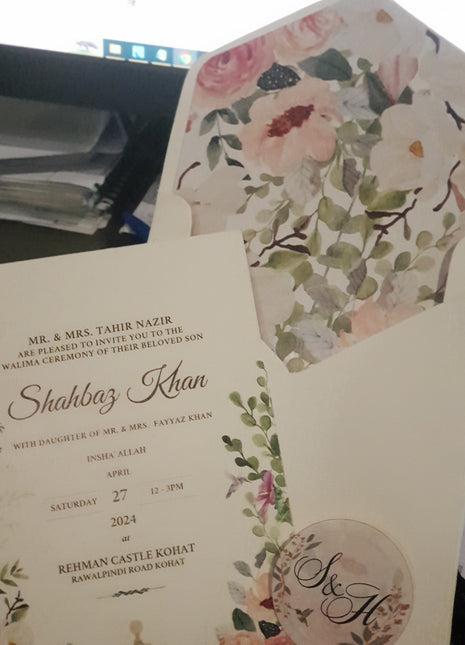 MR. & MRS. TAHIR NAZIR
ARE PLEASED TO INVITE YOU TO THE
WALIMA CEREMONY OF THEIR BELOVED SON
Shahbaz Khan
WITH DAUGHTER OF MR. & MRS. FAYYAZ KHAN
INSHA'ALLAH
APRIL
SATURDAY 27 12 - 3PM
2024
at
REHMAN CASTLE KOHAT
RAWALPINDI ROAD KOHAT
S&H